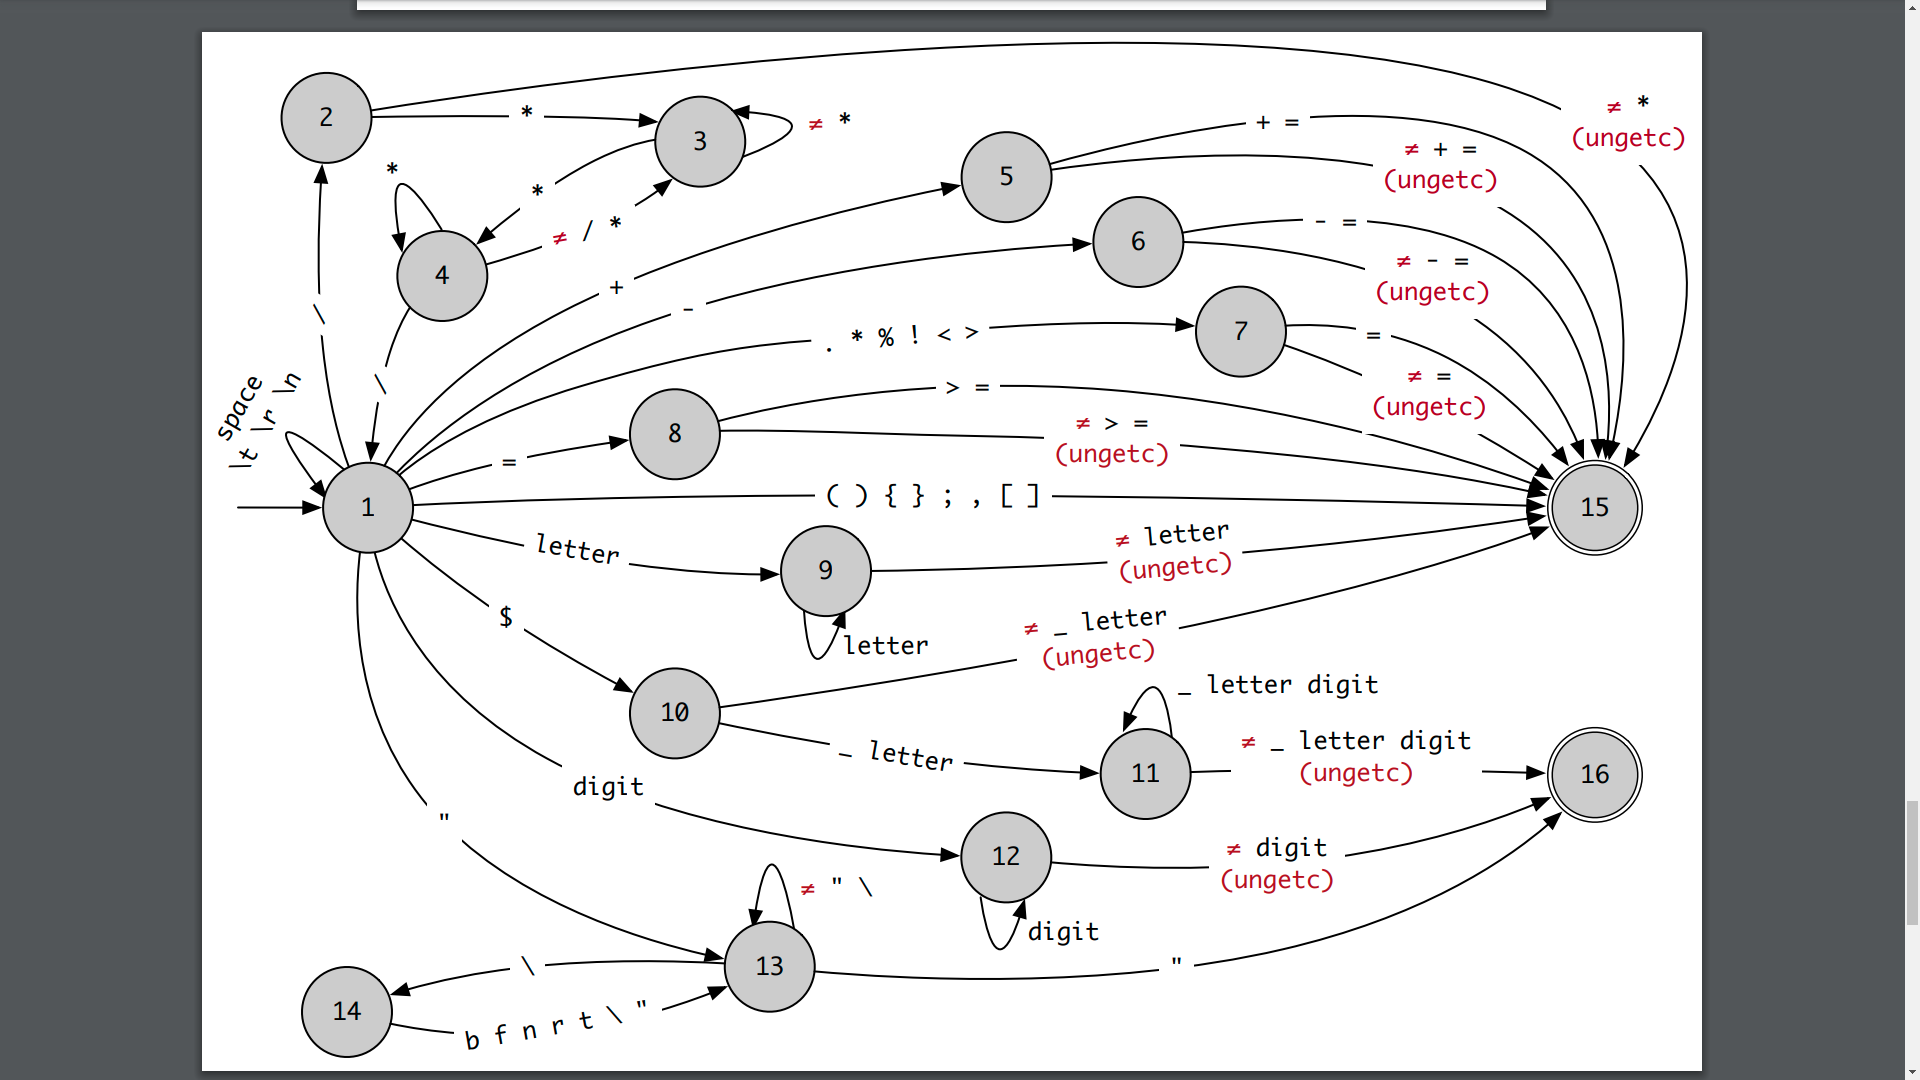 2
*
3
≠ *
≠ *
(ungetc)
*
*
≠ / *
4
5
+ =
≠ + =
(ungetc)
6
- =
≠ - =
(ungetc)
/
+
-
. * % ! < >
7
=
≠ =
(ungetc)
/
space
\t \r \n
8
> =
≠ > =
(ungetc)
=
1
( ) { } ; , [ ]
15
letter
9
≠ letter
(ungetc)
letter
$
≠ _ letter
(ungetc)
10
_ letter
_ letter digit
11
≠ _ letter digit
(ungetc)
16
digit
"
12
≠ digit
(ungetc)
digit
≠ " \
13
"
\
14
b f n r t \ "